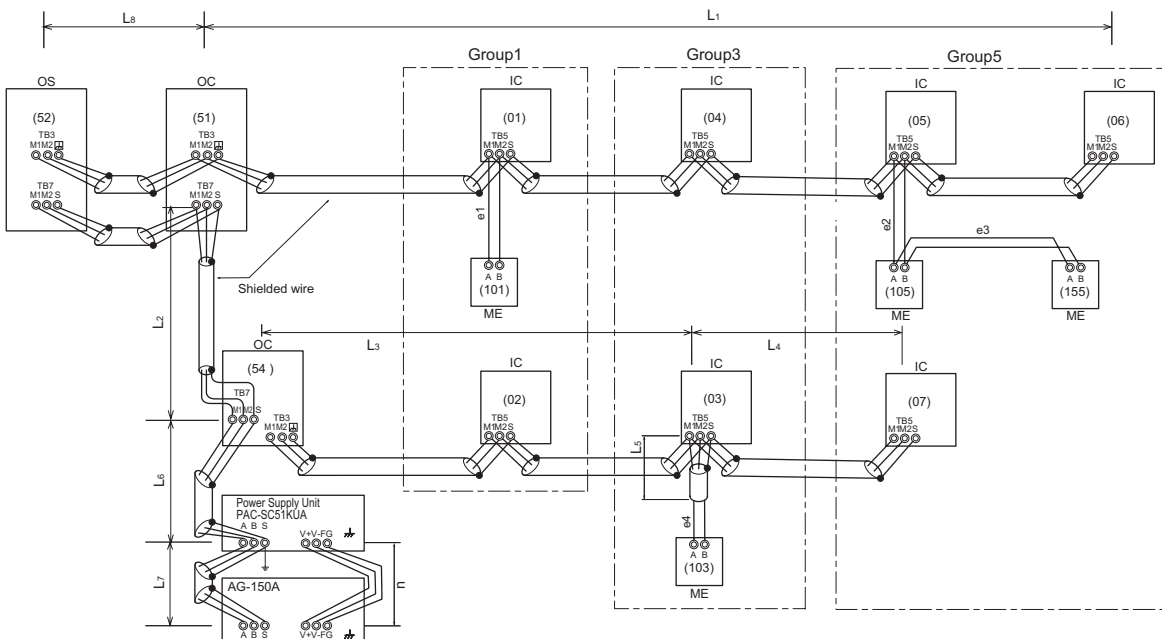 L8
L1
Group1
Group3
Group5
OS
OC
IC
IC
IC
IC
(52)
(51)
(01)
(04)
(05)
(06)
TB3
M1M2
TB3
M1M2
TB5
M1M2S
TB5
M1M2S
TB5
M1M2S
TB5
M1M2S
TB7
M1M2 S
TB7
M1M2 S
e1
e2
e3
Shielded wire
A B
(101)
ME
A B
(105)
ME
A B
(155)
ME
L2
L3
L4
OC
IC
IC
IC
(54 )
(02)
(03)
(07)
TB7
M1M2 S
TB3
M1M2
TB5
M1M2S
TB5
M1M2S
TB5
M1M2S
L5
L6
e4
Power Supply Unit
PAC-SC51KUA
A B S
V+V-FG
A B
(103)
ME
L7
n
AG-150A
A B S
V+V-FG